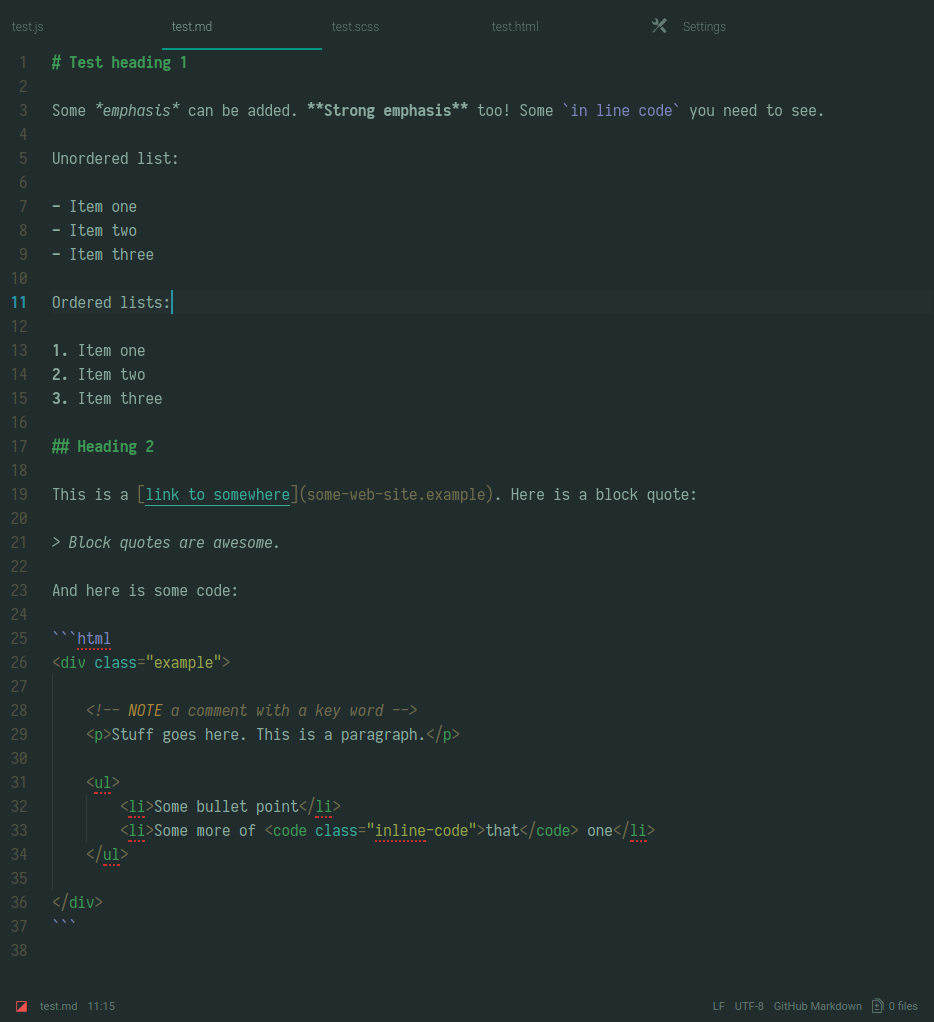 test.js test.md test.scss test.html Settings
1 # Test heading 1
2
3 Some *emphasis* can be added. **Strong emphasis** too! Some `in line code` you need to see.
4
5 Unordered list:
6
7 - Item one
8 - Item two
9 - Item three
10
11 Ordered lists:
12
13 1. Item one
14 2. Item two
15 3. Item three
16
17 ## Heading 2
18
19 This is a [link to somewhere](some-web-site.example). Here is a block quote:
20
21 > Block quotes are awesome.
22
23 And here is some code:
24
25 ```html
26 <div class="example">
27
28     <!-- NOTE a comment with a key word -->
29     <p>Stuff goes here. This is a paragraph.</p>
30
31     <ul>
32         <li>Some bullet point</li>
33         <li>Some more of <code class="inline-code">that</code> one</li>
34     </ul>
35
36 </div>
37 ```
38
test.md 11:15 LF UTF-8 GitHub Markdown 0 files